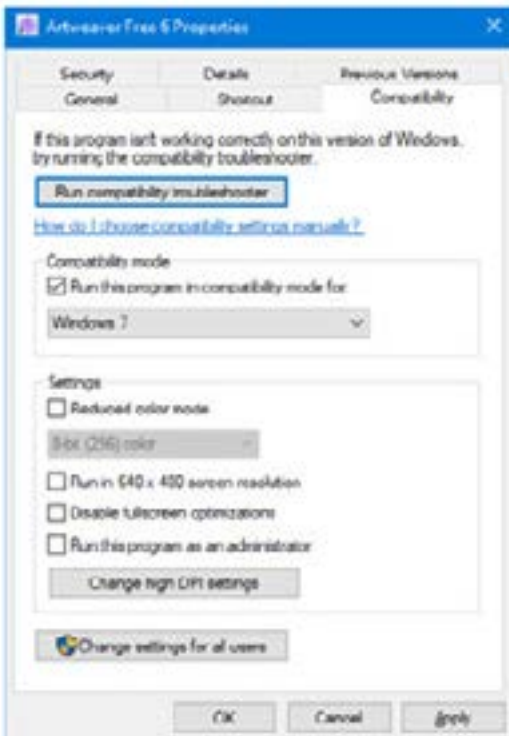 Artweaver Free 6 Properties
Security Details Previous Versions
General Shortcut Compatibility
If this program isn't working correctly on this version of Windows,
try running the compatibility troubleshooter.
Run compatibility troubleshooter
How do I choose compatibility settings manually?
Compatibility mode
Run this program in compatibility mode for
Windows 7
Settings
Reduced color mode
8-bit (256) color
Run in 640 x 480 screen resolution
Disable fullscreen optimizations
Run this program as an administrator
Change high DPI settings
Change settings for all users
OK Cancel Apply